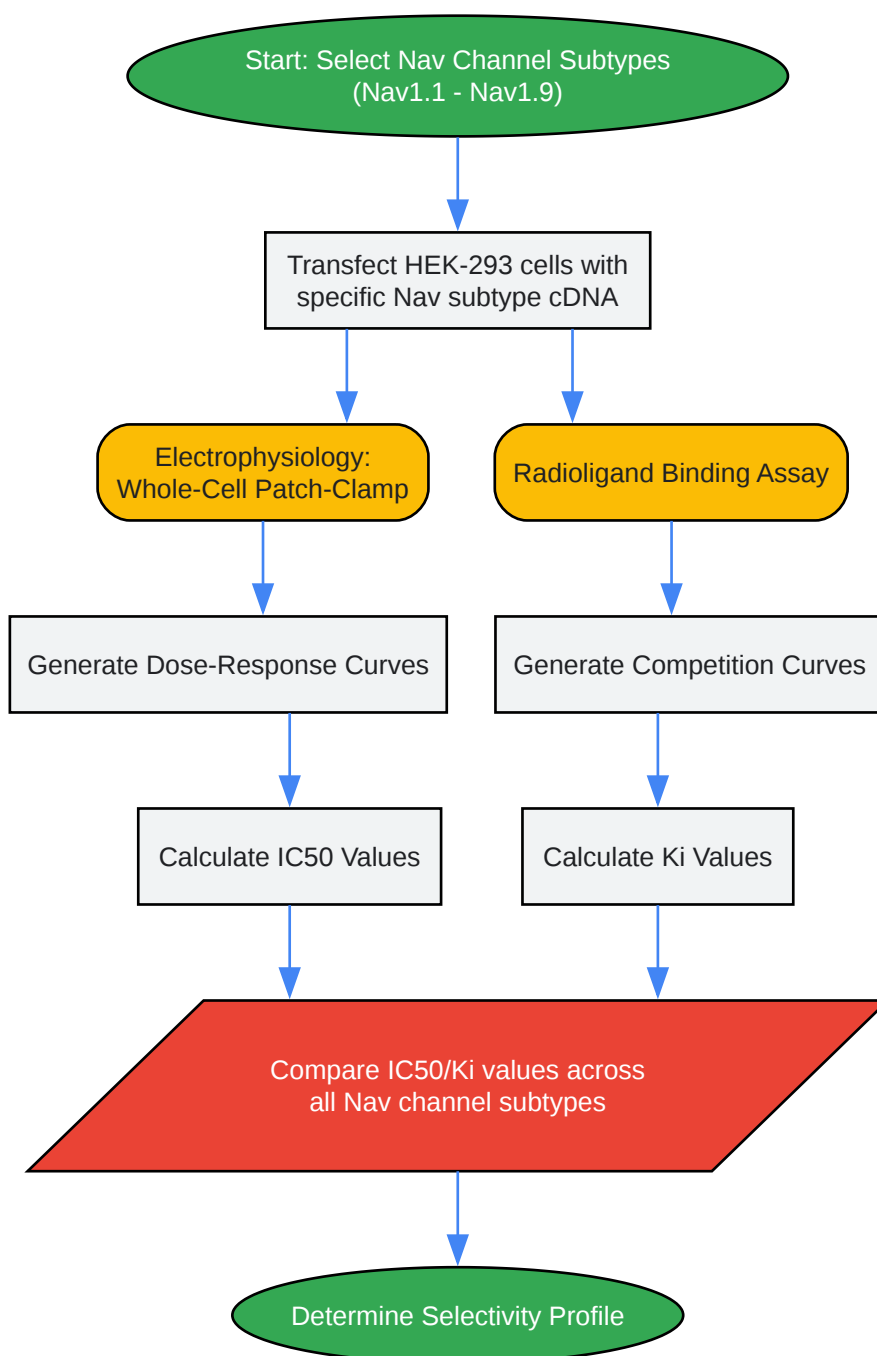 Start: Select Nav Channel Subtypes
(Nav1.1 - Nav1.9)
Transfect HEK-293 cells with
specific Nav subtype cDNA
Electrophysiology:
Whole-Cell Patch-Clamp
Radioligand Binding Assay
Generate Dose-Response Curves
Generate Competition Curves
Calculate IC50 Values
Calculate Ki Values
Compare IC50/Ki values across
all Nav channel subtypes
Determine Selectivity Profile